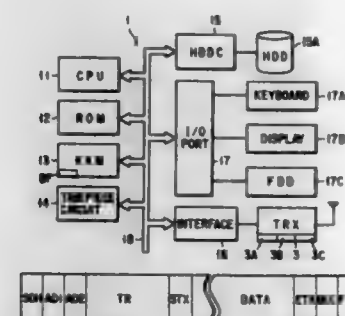 1
15
15A
HDDC
HDD
11
CPU
KEYBOARD
17A
12
ROM
I/O
PORT
DISPLAY
17B
13
17
FDD
17C
14
INTERFACE
TRX
18
16
3A
3B
3
3C
TR
STX
DATA